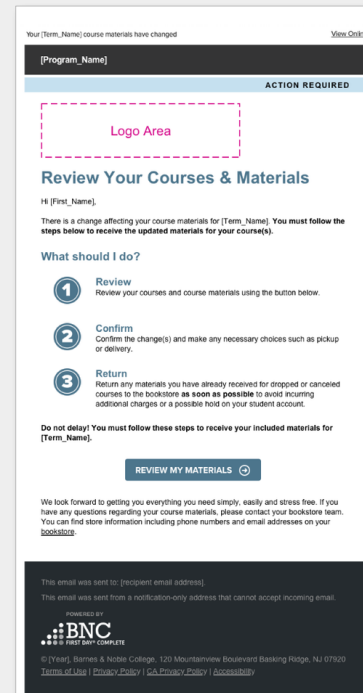 Your [Term_Name] course materials have changed
View Onli
[Program_Name]
ACTION REQUIRED
Logo Area
Review Your Courses & Materials
Hi [First_Name],
There is a change affecting your course materials for [Term_Name]. You must follow the
steps below to receive the updated materials for your course(s).
What should I do?
1
Review
Review your courses and course materials using the button below.
2
Confirm
Confirm the change(s) and make any necessary choices such as pickup
or delivery.
3
Return
Return any materials you have already received for dropped or canceled
courses to the bookstore as soon as possible to avoid incurring
additional charges or a possible hold on your student account.
Do not delay! You must follow these steps to receive your included materials for
[Term_Name].
REVIEW MY MATERIALS
We look forward to getting you everything you need simply, easily and stress free. If you
have any questions regarding your course materials, please contact your bookstore team.
You can find store information including phone numbers and email addresses on your
bookstore.
This email was sent to: [recipient email address].
This email was sent from a notification-only address that cannot accept incoming email.
POWERED BY
BNC
FIRST DAY® COMPLETE
© [Year], Barnes & Noble College, 120 Mountainview Boulevard Basking Ridge, NJ 07920
Terms of Use | Privacy Policy | CA Privacy Policy | Accessibility